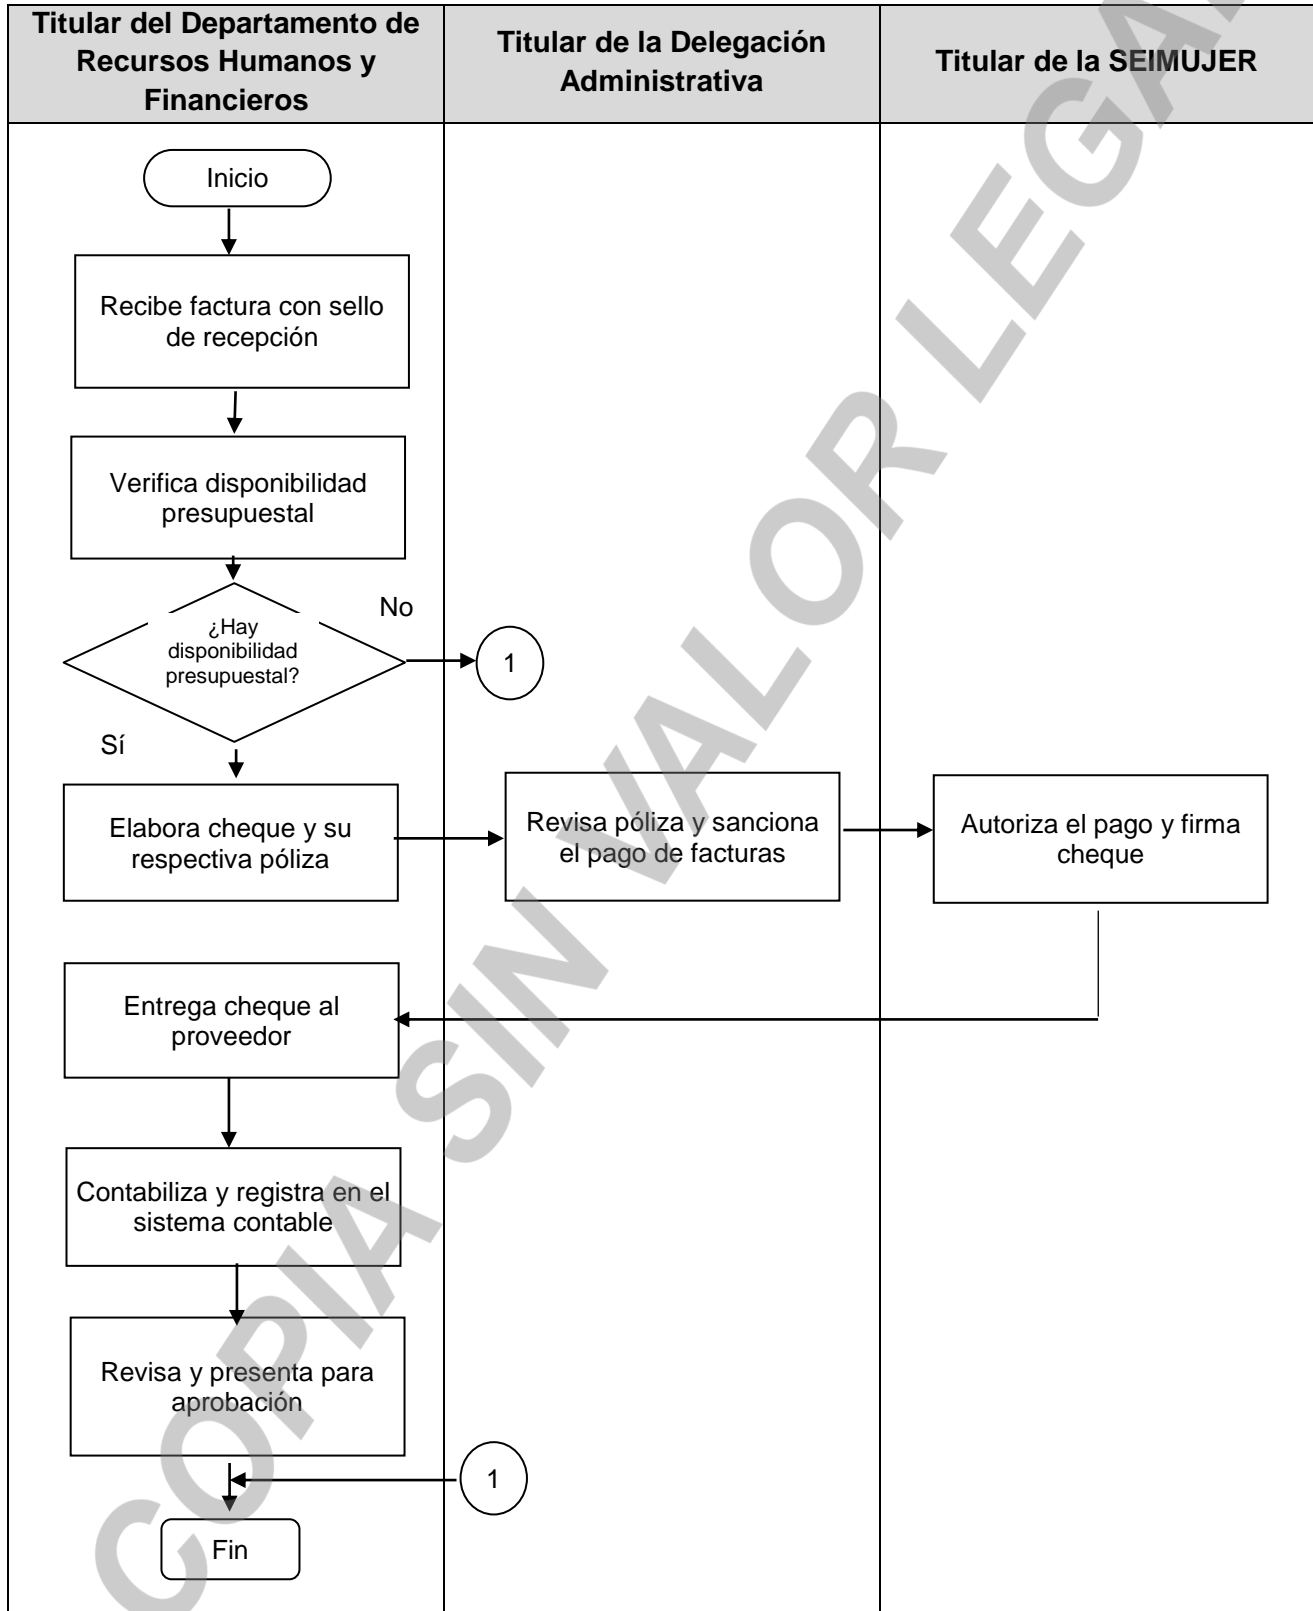 Titular del Departamento de
Recursos Humanos y
Financieros
Titular de la Delegación
Administrativa
Titular de la SEIMUJER
Inicio
Recibe factura con sello
de recepción
Verifica disponibilidad
presupuestal
¿Hay
disponibilidad
presupuestal?
No
1
Sí
Elabora cheque y su
respectiva póliza
Revisa póliza y sanciona
el pago de facturas
Autoriza el pago y firma
cheque
Entrega cheque al
proveedor
Contabiliza y registra en el
sistema contable
Revisa y presenta para
aprobación
1
Fin
COPIA SIN VALOR LEGAL